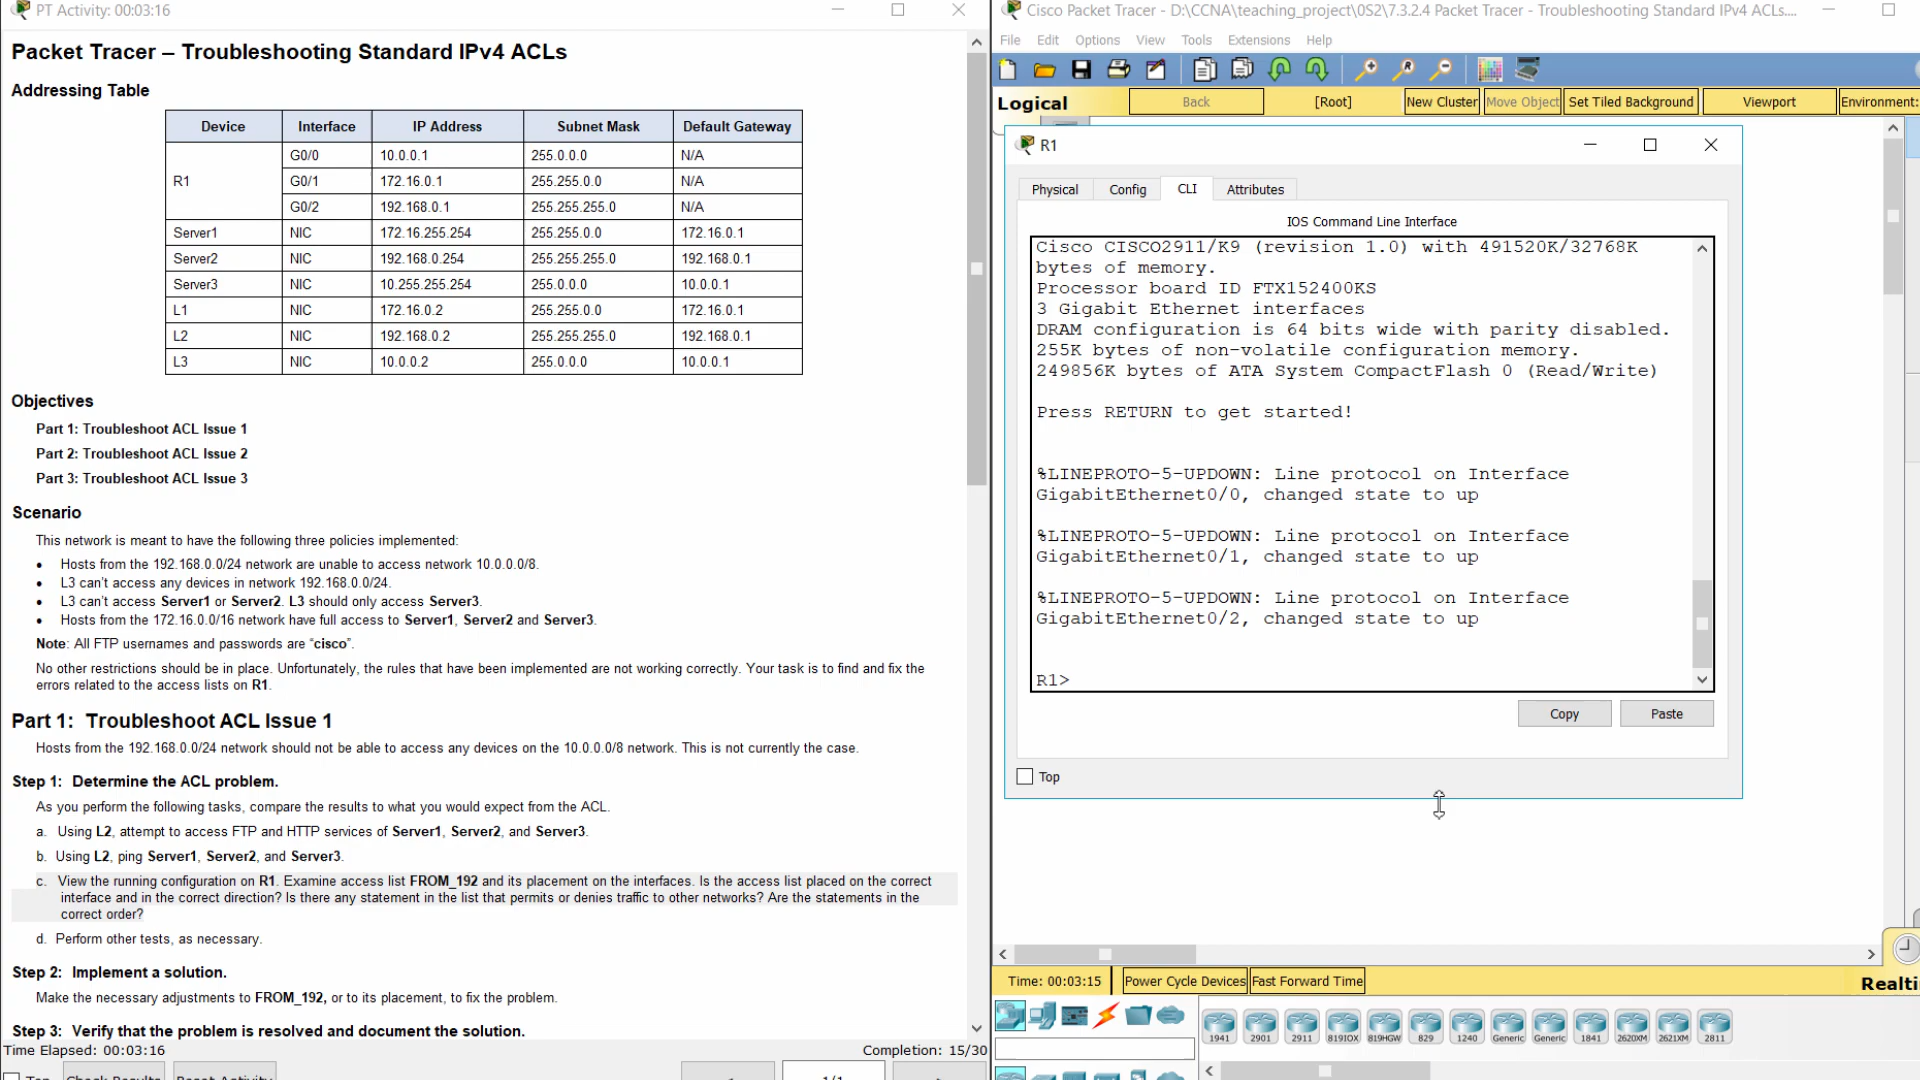 PT Activity: 00:03:16
Packet Tracer – Troubleshooting Standard IPv4 ACLs
Addressing Table
Device Interface IP Address Subnet Mask Default Gateway
R1 G0/0 10.0.0.1 255.0.0.0 N/A
G0/1 172.16.0.1 255.255.0.0 N/A
G0/2 192.168.0.1 255.255.255.0 N/A
Server1 NIC 172.16.255.254 255.255.0.0 172.16.0.1
Server2 NIC 192.168.0.254 255.255.255.0 192.168.0.1
Server3 NIC 10.255.255.254 255.0.0.0 10.0.0.1
L1 NIC 172.16.0.2 255.255.0.0 172.16.0.1
L2 NIC 192.168.0.2 255.255.255.0 192.168.0.1
L3 NIC 10.0.0.2 255.0.0.0 10.0.0.1
Objectives
Part 1: Troubleshoot ACL Issue 1
Part 2: Troubleshoot ACL Issue 2
Part 3: Troubleshoot ACL Issue 3
Scenario
This network is meant to have the following three policies implemented:
• Hosts from the 192.168.0.0/24 network are unable to access network 10.0.0.0/8.
• L3 can't access any devices in network 192.168.0.0/24.
• L3 can't access Server1 or Server2. L3 should only access Server3.
• Hosts from the 172.16.0.0/16 network have full access to Server1, Server2 and Server3.
Note: All FTP usernames and passwords are “cisco”.
No other restrictions should be in place. Unfortunately, the rules that have been implemented are not working correctly. Your task is to find and fix the
errors related to the access lists on R1.
Part 1: Troubleshoot ACL Issue 1
Hosts from the 192.168.0.0/24 network should not be able to access any devices on the 10.0.0.0/8 network. This is not currently the case.
Step 1: Determine the ACL problem.
As you perform the following tasks, compare the results to what you would expect from the ACL.
a. Using L2, attempt to access FTP and HTTP services of Server1, Server2, and Server3.
b. Using L2, ping Server1, Server2, and Server3.
c. View the running configuration on R1. Examine access list FROM_192 and its placement on the interfaces. Is the access list placed on the correct
interface and in the correct direction? Is there any statement in the list that permits or denies traffic to other networks? Are the statements in the
correct order?
d. Perform other tests, as necessary.
Step 2: Implement a solution.
Make the necessary adjustments to FROM_192, or to its placement, to fix the problem.
Step 3: Verify that the problem is resolved and document the solution.
Time Elapsed: 00:03:16 Completion: 15/30
Top Check Results Reset Activity < 1/1 >
Cisco Packet Tracer - D:\CCNA\teaching_project\0S2\7.3.2.4 Packet Tracer - Troubleshooting Standard IPv4 ACLs....
File Edit Options View Tools Extensions Help
Logical Back [Root] New Cluster Move Object Set Tiled Background Viewport Environment:
R1
Physical Config CLI Attributes
IOS Command Line Interface
Cisco CISCO2911/K9 (revision 1.0) with 491520K/32768K
bytes of memory.
Processor board ID FTX152400KS
3 Gigabit Ethernet interfaces
DRAM configuration is 64 bits wide with parity disabled.
255K bytes of non-volatile configuration memory.
249856K bytes of ATA System CompactFlash 0 (Read/Write)
Press RETURN to get started!
%LINEPROTO-5-UPDOWN: Line protocol on Interface
GigabitEthernet0/0, changed state to up
%LINEPROTO-5-UPDOWN: Line protocol on Interface
GigabitEthernet0/1, changed state to up
%LINEPROTO-5-UPDOWN: Line protocol on Interface
GigabitEthernet0/2, changed state to up
R1>
Copy Paste
Top
Time: 00:03:15 Power Cycle Devices Fast Forward Time
Realti
1941 2901 2911 819IOX 819HGW 829 1240 Generic Generic 1841 2620XM 2621XM 2811